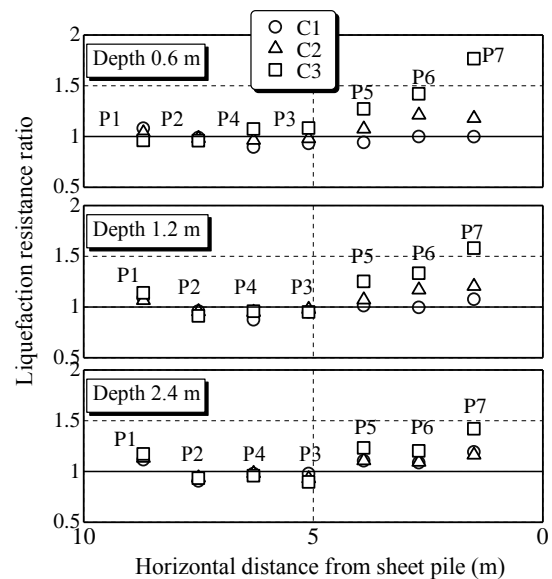 C1
C2
C3
2
1.5
1
0.5
Depth 0.6 m
P1
P2
P4
P3
P5
P6
P7
2
1.5
1
0.5
Depth 1.2 m
P1
P2
P4
P3
P5
P6
P7
2
1.5
1
0.5
Depth 2.4 m
P1
P2
P4
P3
P5
P6
P7
10
5
0
Liquefaction resistance ratio
Horizontal distance from sheet pile (m)